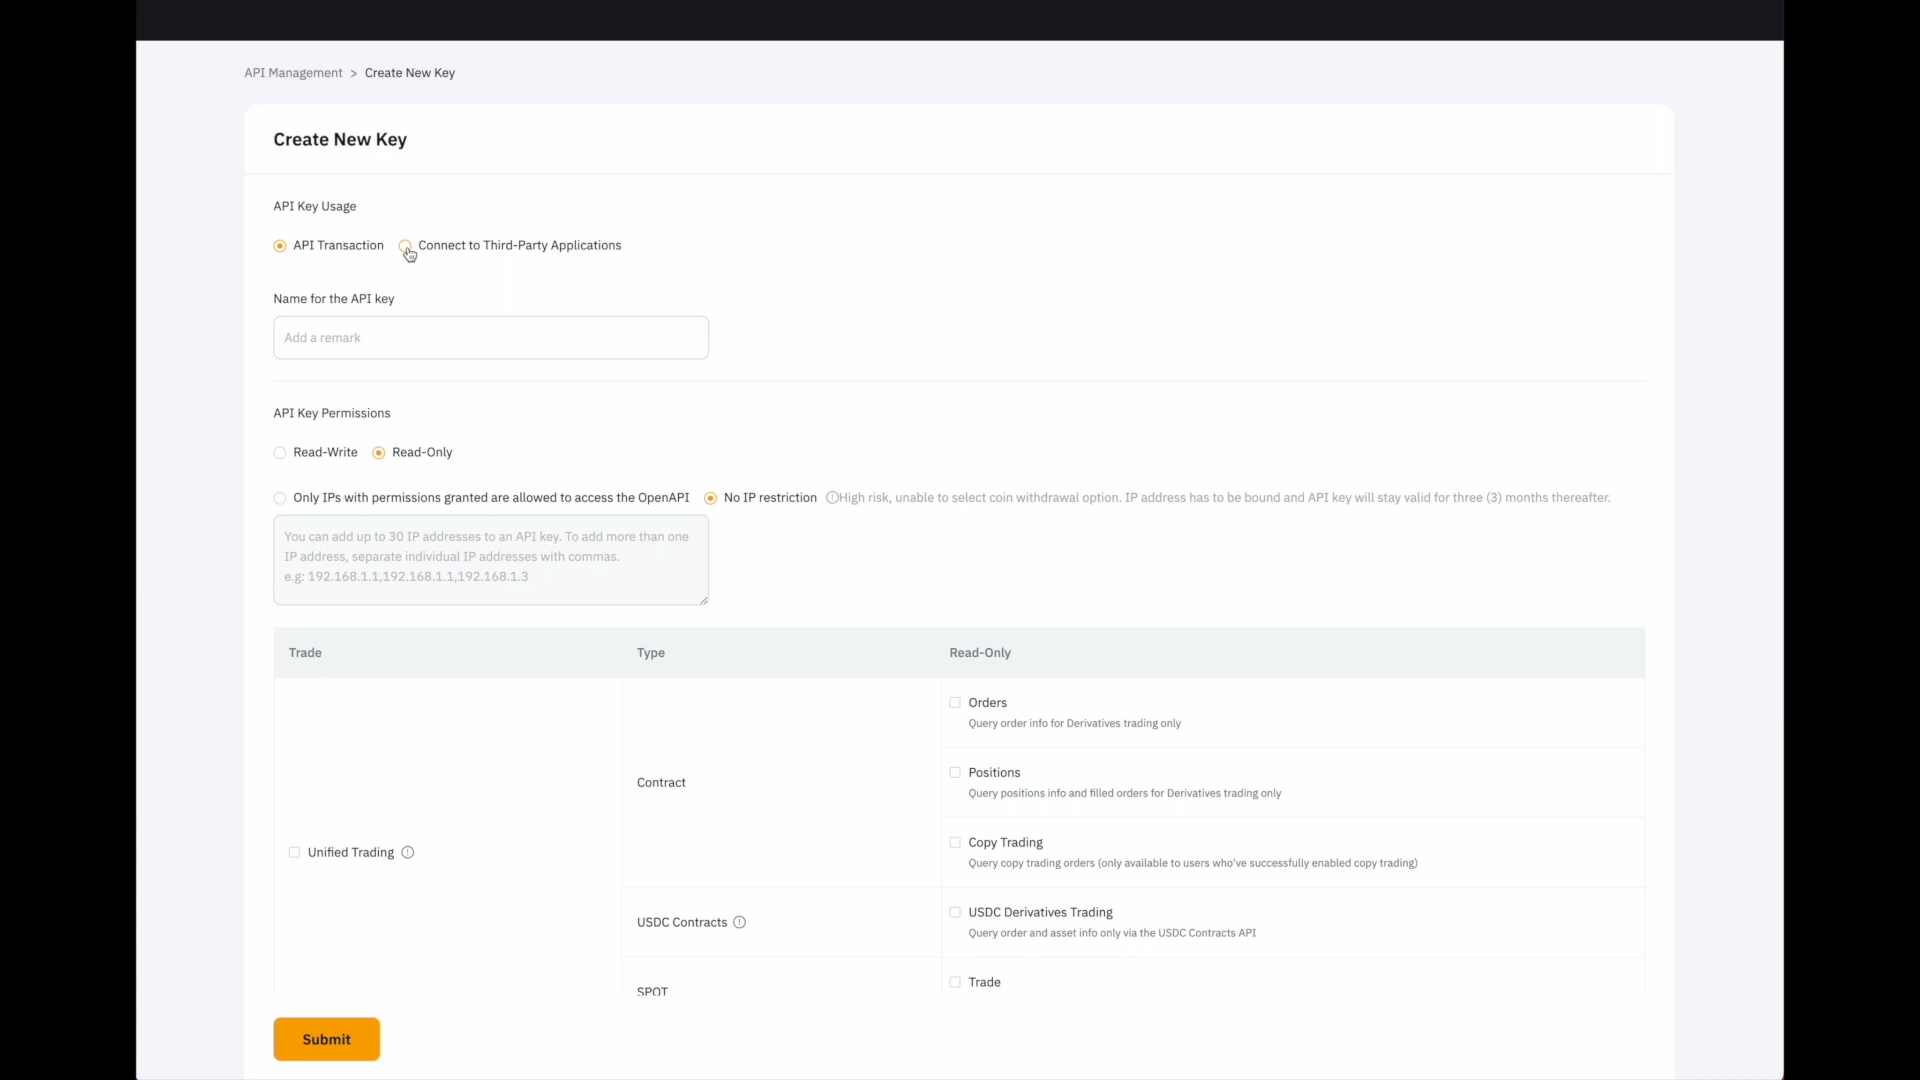 API Management > Create New Key
Create New Key
API Key Usage
API Transaction Connect to Third-Party Applications
Name for the API key
Add a remark
API Key Permissions
Read-Write Read-Only
Only IPs with permissions granted are allowed to access the OpenAPI No IP restriction High risk, unable to select coin withdrawal option. IP address has to be bound and API key will stay valid for three (3) months thereafter.
You can add up to 30 IP addresses to an API key. To add more than one
IP address, separate individual IP addresses with commas.
e.g: 192.168.1.1,192.168.1.1,192.168.1.3
Trade Type Read-Only
Orders
Query order info for Derivatives trading only
Contract
Positions
Query positions info and filled orders for Derivatives trading only
Unified Trading
Copy Trading
Query copy trading orders (only available to users who've successfully enabled copy trading)
USDC Contracts
USDC Derivatives Trading
Query order and asset info only via the USDC Contracts API
SPOT
Trade
Submit